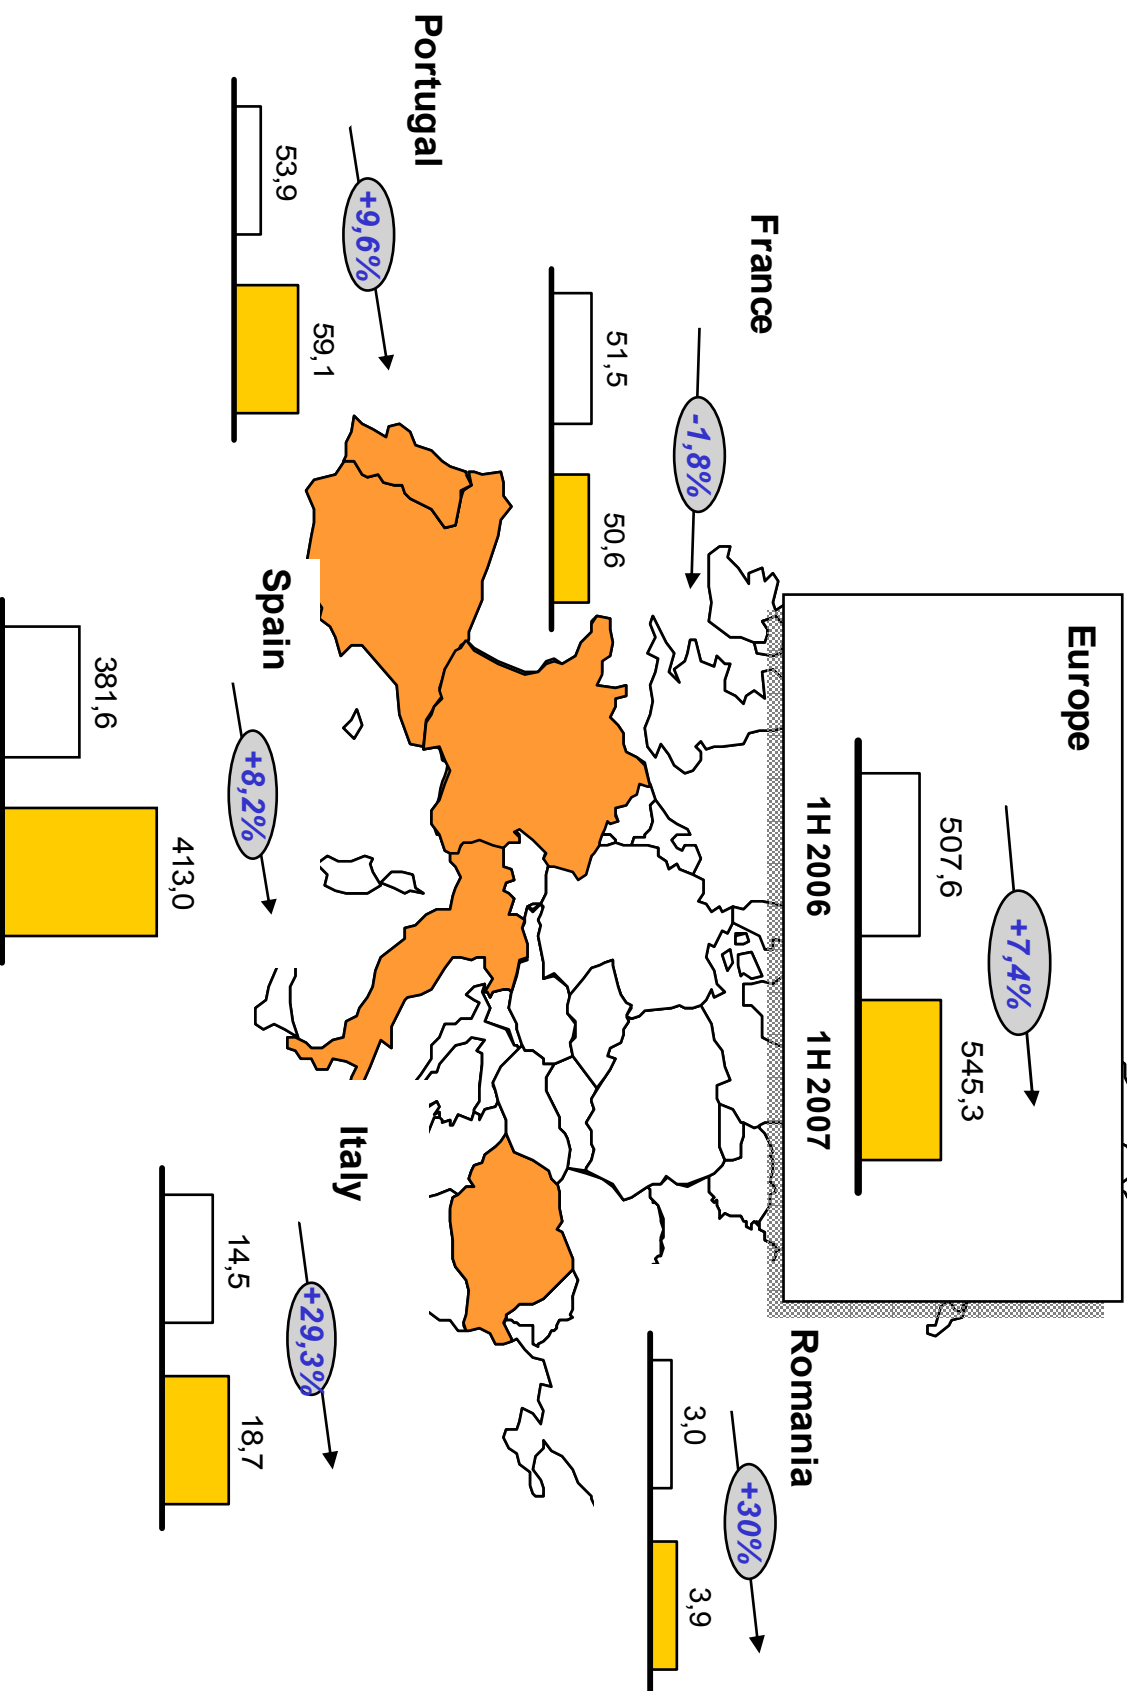 Europe
+7,4%
507,6
545,3
1H 2006
1H 2007
Romania
+30%
3,0
3,9
France
-1,8%
51,5
50,6
Portugal
+9,6%
53,9
59,1
Italy
+29,3%
14,5
18,7
Spain
+8,2%
381,6
413,0